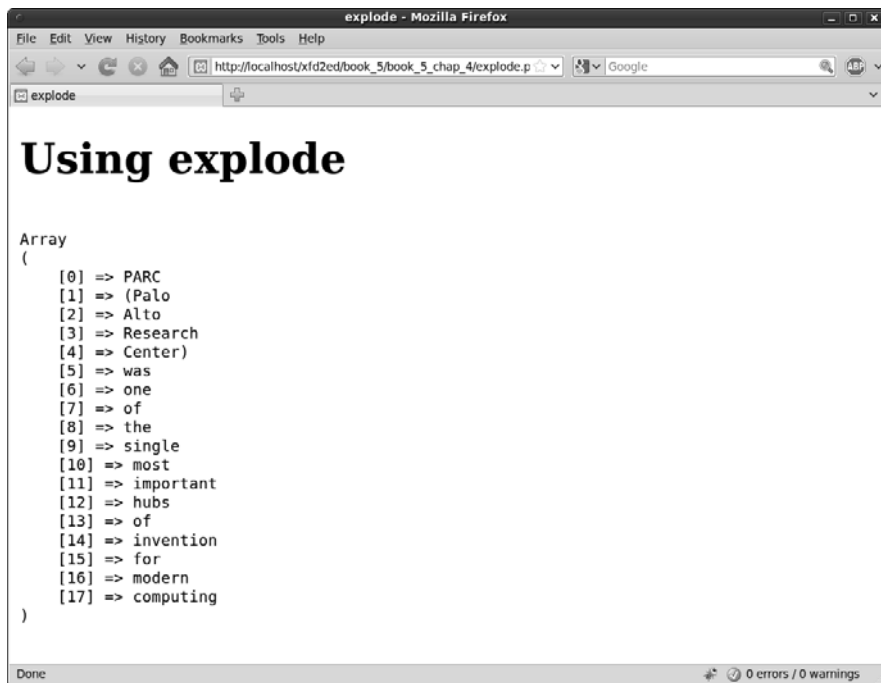 explode - Mozilla Firefox
File Edit View History Bookmarks Tools Help
http://localhost/xfd2ed/book_5/book_5_chap_4/explode.p Google ABP
explode
Using explode
Array
(
[0] => PARC
[1] => (Palo
[2] => Alto
[3] => Research
[4] => Center)
[5] => was
[6] => one
[7] => of
[8] => the
[9] => single
[10] => most
[11] => important
[12] => hubs
[13] => of
[14] => invention
[15] => for
[16] => modern
[17] => computing
)
Done 0 errors / 0 warnings